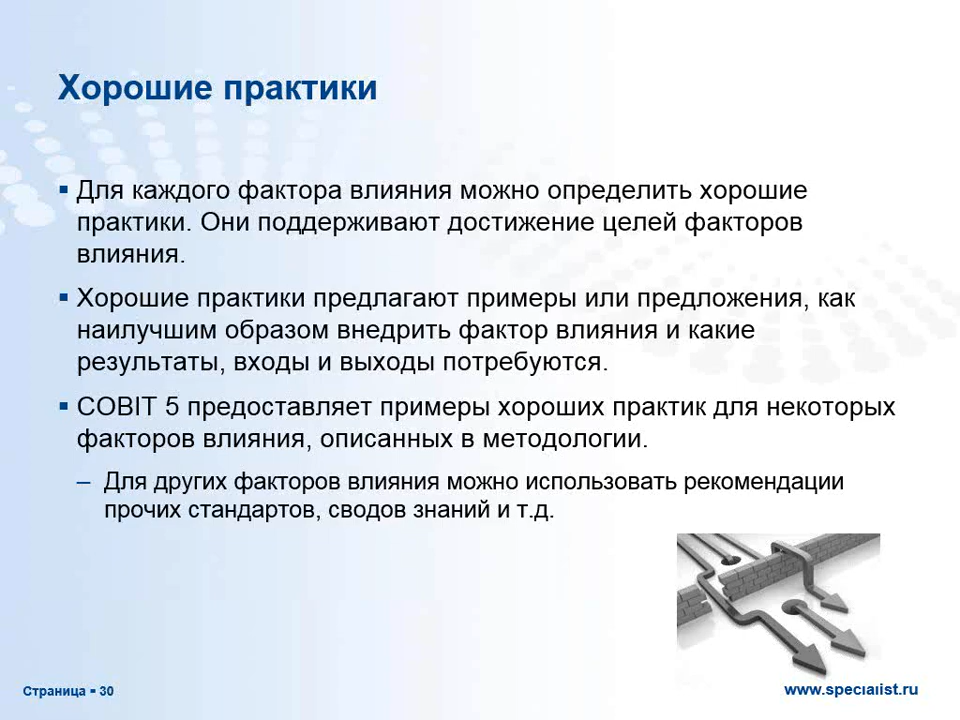 Хорошие практики
▪ Для каждого фактора влияния можно определить хорошие
практики. Они поддерживают достижение целей факторов
влияния.
▪ Хорошие практики предлагают примеры или предложения, как
наилучшим образом внедрить фактор влияния и какие
результаты, входы и выходы потребуются.
▪ COBIT 5 предоставляет примеры хороших практик для некоторых
факторов влияния, описанных в методологии.
– Для других факторов влияния можно использовать рекомендации
прочих стандартов, сводов знаний и т.д.
Страница ▪ 30
www.specialist.ru